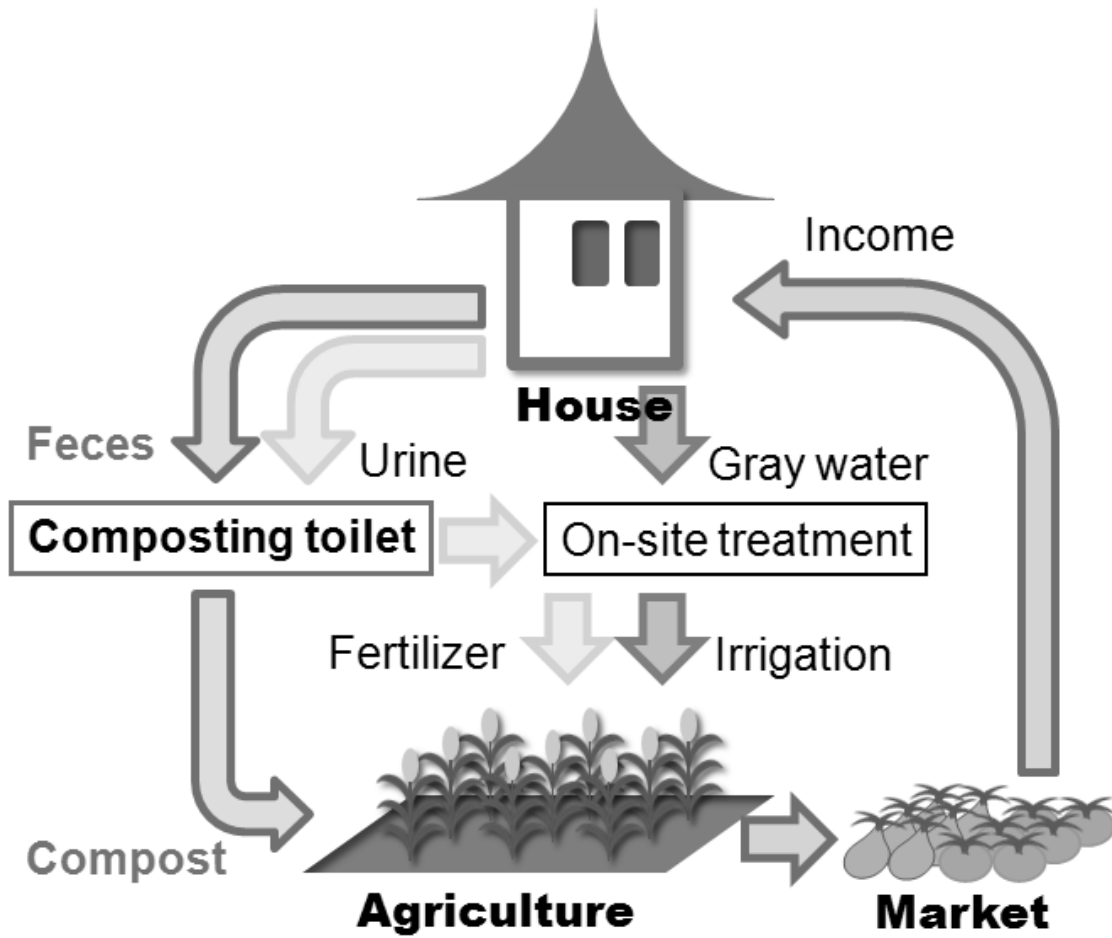 Income
House
Feces
Urine
Gray water
Composting toilet
On-site treatment
Fertilizer
Irrigation
Compost
Agriculture
Market